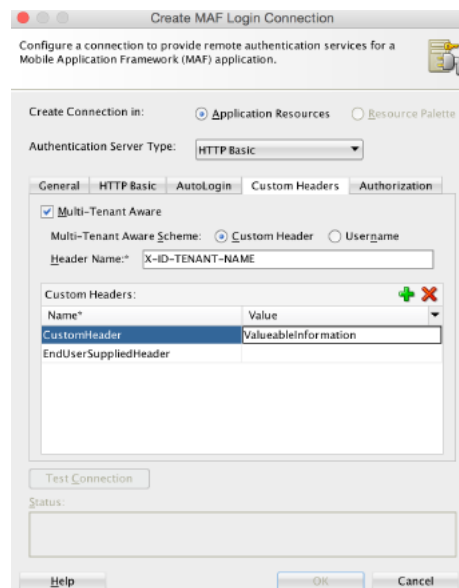 Create MAF Login Connection
Configure a connection to provide remote authentication services for a
Mobile Application Framework (MAF) application.
Create Connection in: Application Resources Resource Palette
Authentication Server Type: HTTP Basic
General HTTP Basic AutoLogin Custom Headers Authorization
Multi-Tenant Aware
Multi-Tenant Aware Scheme: Custom Header Username
Header Name:* X-ID-TENANT-NAME
Custom Headers:
Name* Value
CustomHeader ValueableInformation
EndUserSuppliedHeader
Test Connection
Status:
Help OK Cancel